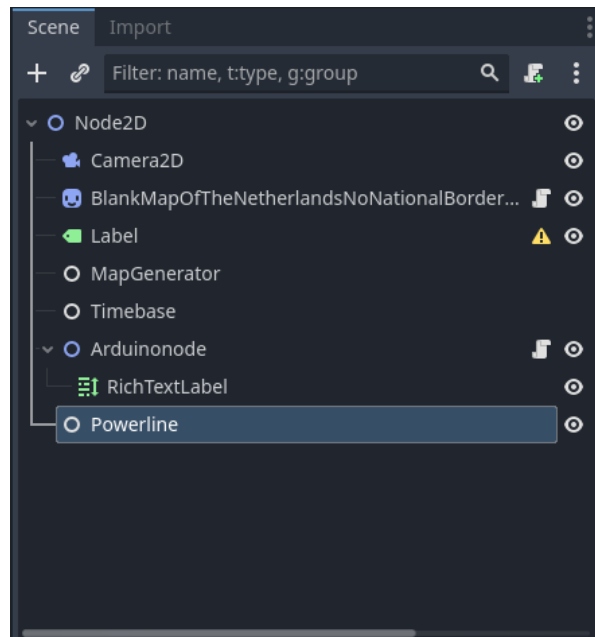 Scene Import
Filter: name, t:type, g:group
Node2D
Camera2D
BlankMapOfTheNetherlandsNoNationalBorder...
Label
MapGenerator
Timebase
Arduinonode
RichTextLabel
Powerline